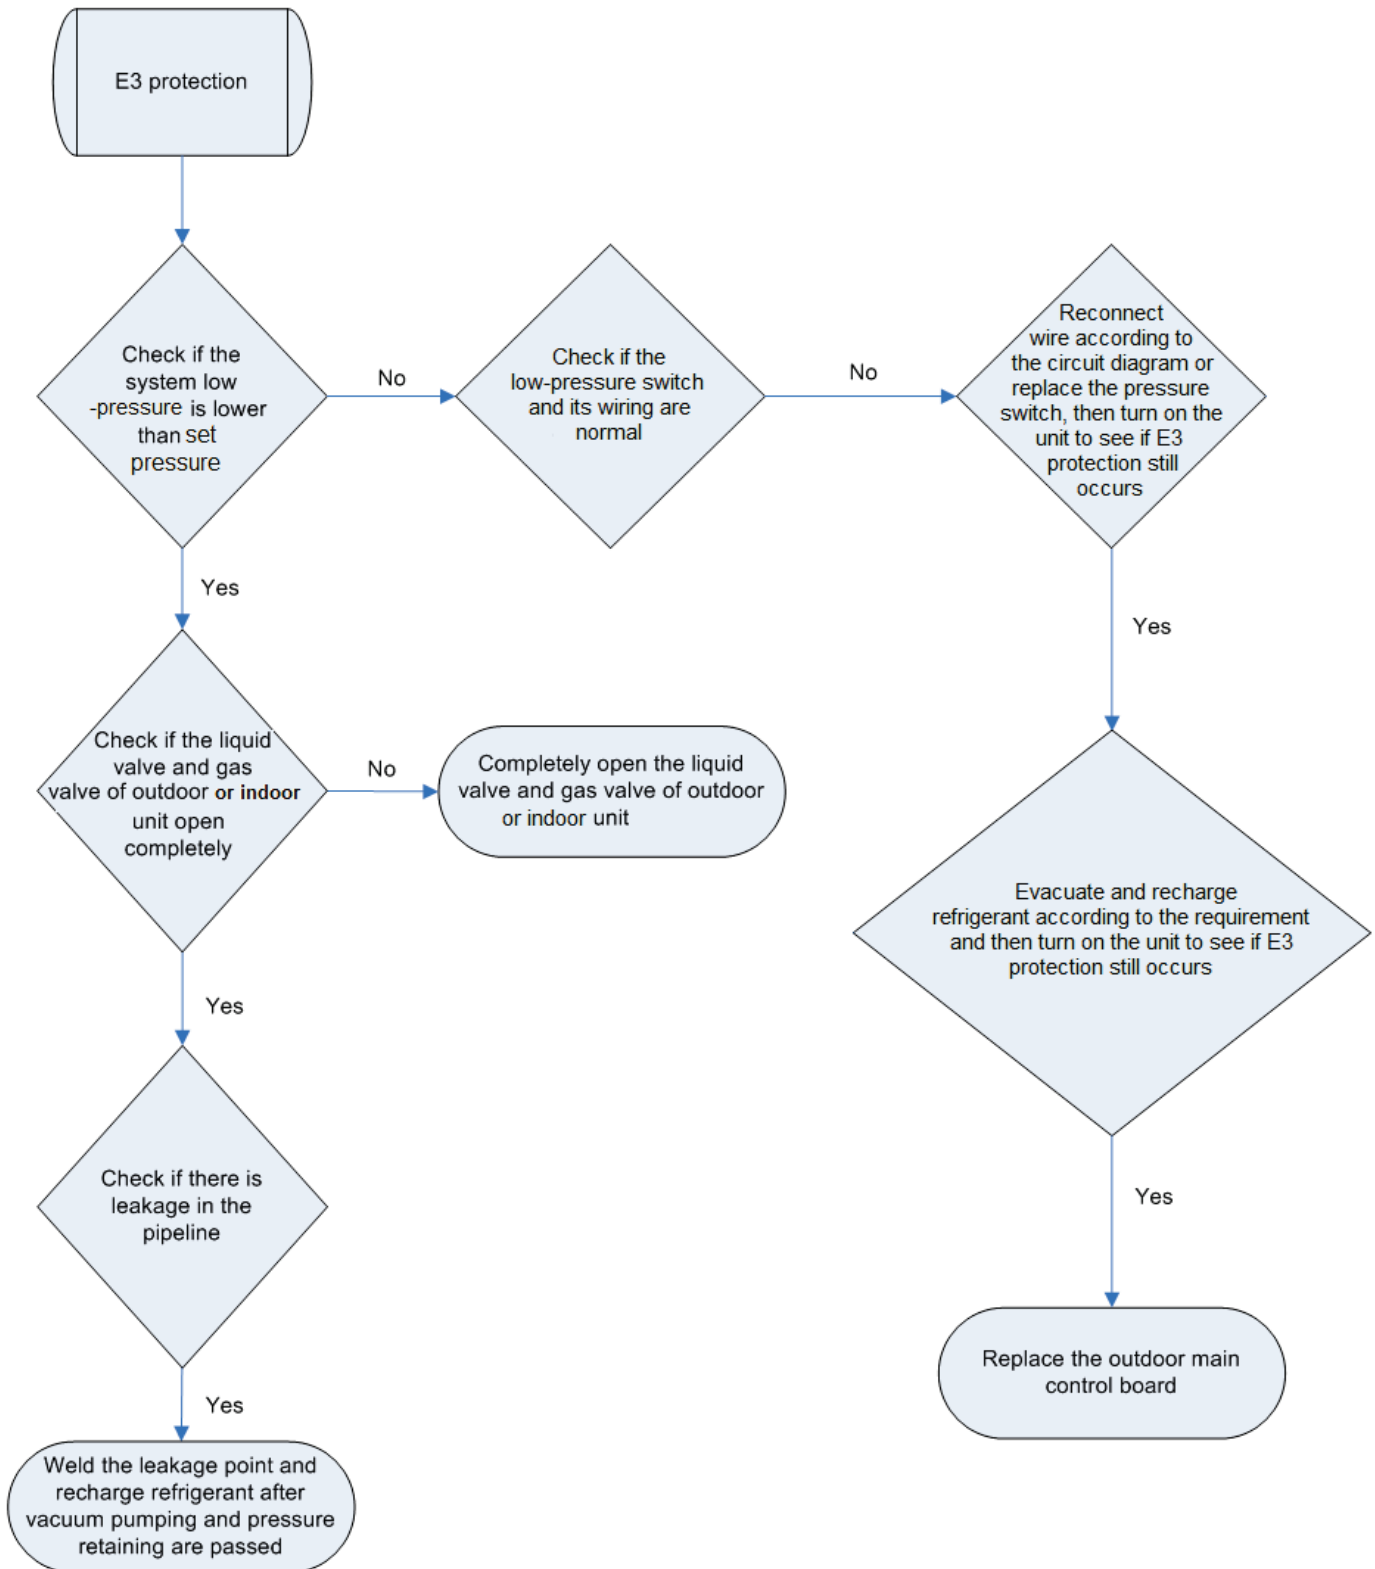 E3 protection
Check if the
system low
-pressure is lower
than set
pressure
No
Check if the
low-pressure switch
and its wiring are
normal
No
Reconnect
wire according to
the circuit diagram or
replace the pressure
switch, then turn on the
unit to see if E3
protection still
occurs
Yes
Yes
Check if the liquid
valve and gas
valve of outdoor or indoor
unit open
completely
No
Completely open the liquid
valve and gas valve of outdoor
or indoor unit
Evacuate and recharge
refrigerant according to the requirement
and then turn on the unit to see if E3
protection still occurs
Yes
Check if there is
leakage in the
pipeline
Yes
Replace the outdoor main
control board
Yes
Weld the leakage point and
recharge refrigerant after
vacuum pumping and pressure
retaining are passed